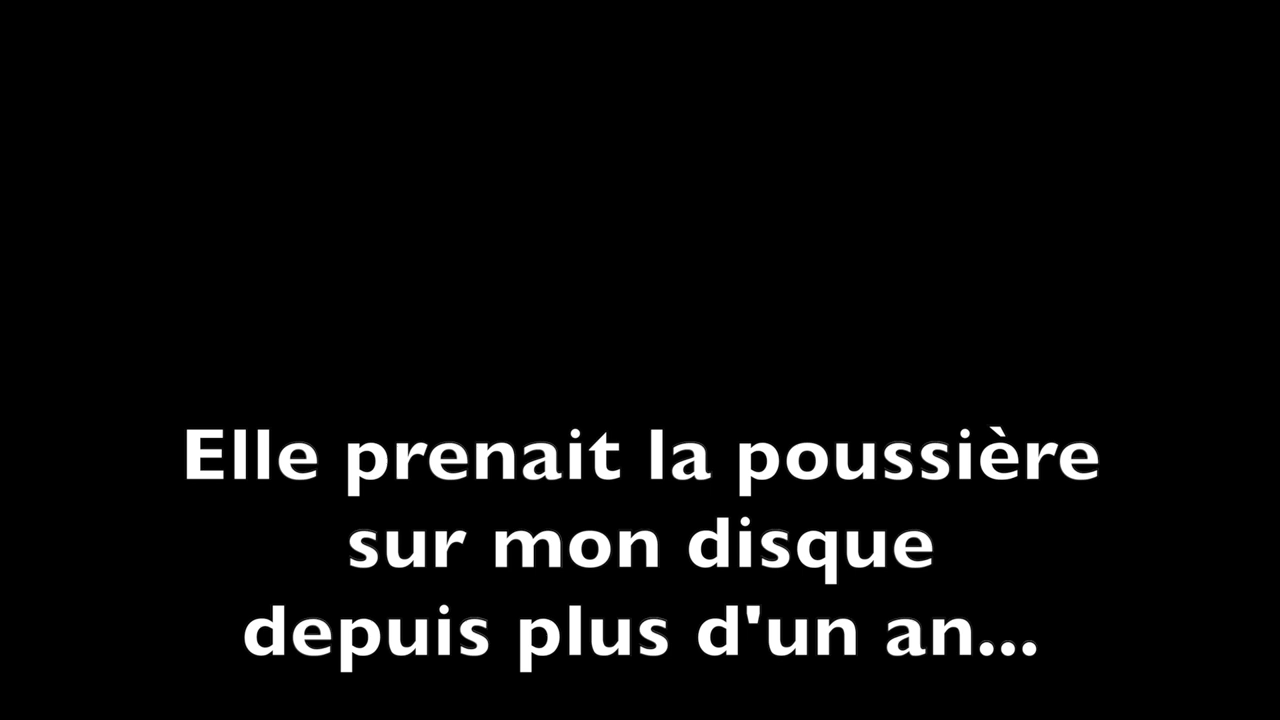 Elle prenait la poussière
sur mon disque
depuis plus d'un an...